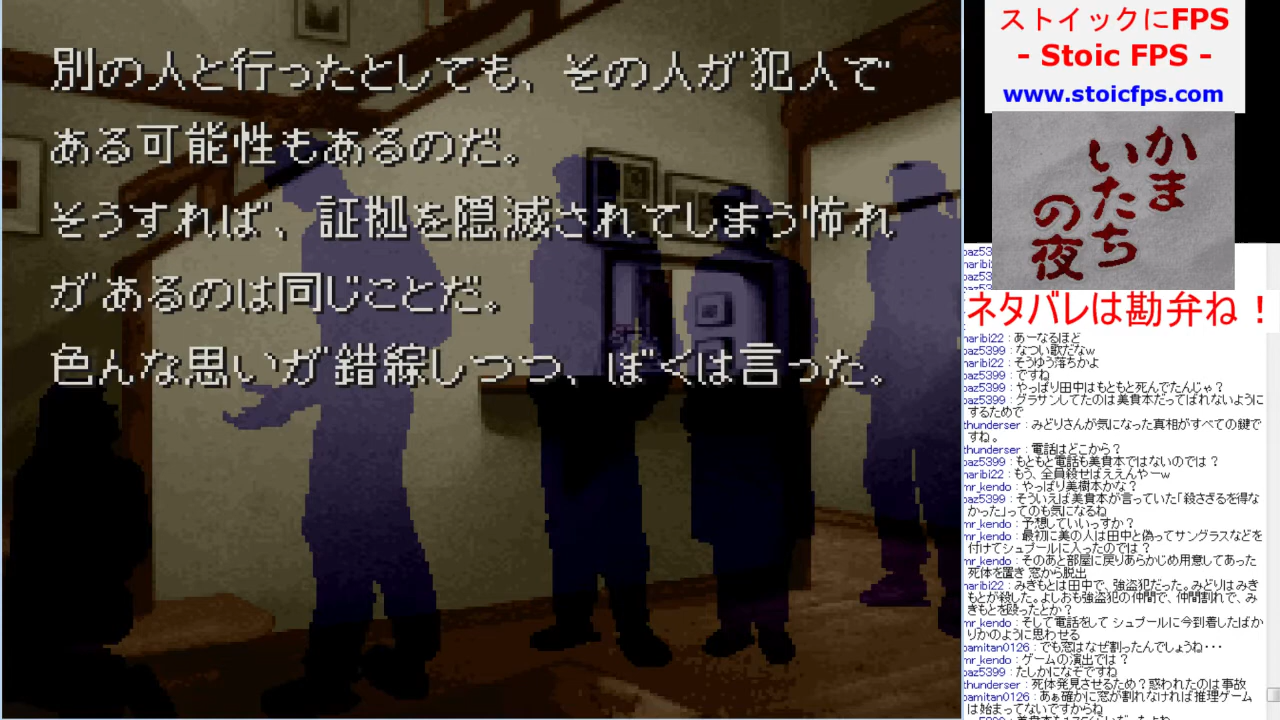 別の人と行ったとしても、その人が犯人で
ある可能性もあるのだ。
そうすれば、証拠を隠滅されてしまう怖れ
があるのは同じことだ。
色んな思いが錯綜しつつ、ぼくは言った。
ストイックにFPS
- Stoic FPS -
www.stoicfps.com
かま
いたち
の夜
ネタバレは勘弁ね！
naribi22：あーなるほど
paz5399：なつい歌だなw
naribi22：そうゆう落ちかよ
paz5399：ですね
paz5399：やっぱり田中はもともと死んでたんじゃ？
paz5399：グラサンしてたのは美貴本だってばれないように
するためで
thunderser：みどりさんが気になった真相がすべての鍵で
すね。
thunderser：電話はどこから？
paz5399：もともと電話も美貴本ではないのでは？
naribi22：もう、全員殺せばええんやーw
mr_kendo：やっぱり美樹本かな？
paz5399：そういえば美貴本が言っていた「殺さざるを得な
かった」ってのも気になるね
mr_kendo：予想していいっすか？
mr_kendo：最初に美の人は田中と偽ってサングラスなどを
付けてシュプールに入ったのでは？
mr_kendo：そのあと部屋に戻りあらかじめ用意してあった
死体を置き 窓から脱出
naribi22：みきもとは田中で、強盗犯だった。みどりはみき
もとが殺した。よしおも強盗犯の仲間で、仲間割れで、み
きもとを殴ったとか？
mr_kendo：そして電話をして シュプールに今到着したばか
りかのように思わせる
pamitan0126：でも窓はなぜ割ったんでしょうね・・・
mr_kendo：ゲームの演出では？
paz5399：たしかになぞですね
thunderser：死体発見させるため？惑われたのは事故
pamitan0126：あぁ確かに窓が割れなければ推理ゲーム
は始まってないですからね